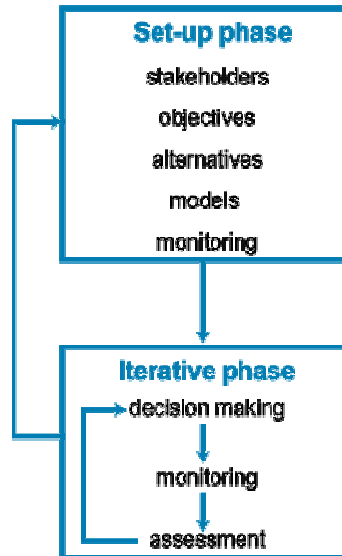 Set-up phase
stakeholders
objectives
alternatives
models
monitoring
Iterative phase
decision making
monitoring
assessment